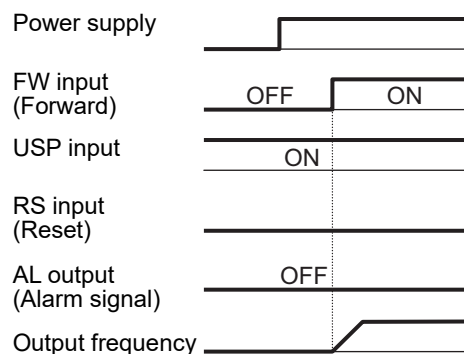 Power supply
FW input
(Forward)
OFF
ON
USP input
ON
RS input
(Reset)
AL output
(Alarm signal)
OFF
Output frequency